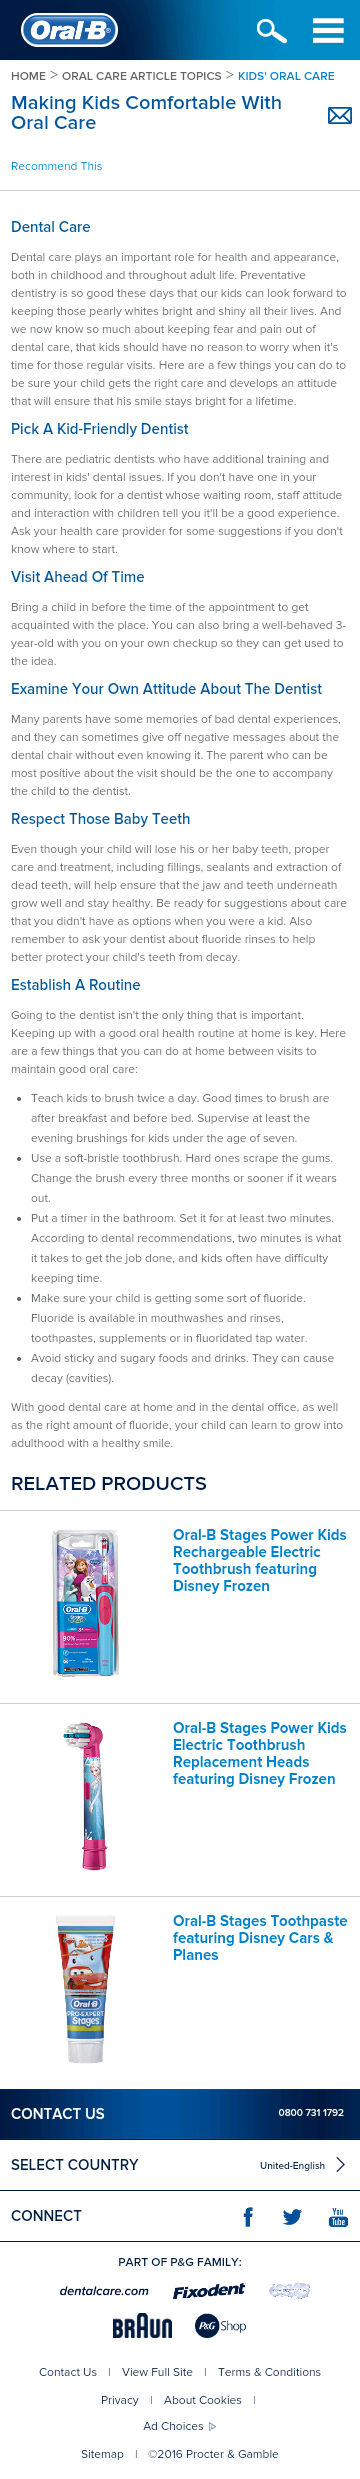 Oral-B
HOME > ORAL CARE ARTICLE TOPICS > KIDS' ORAL CARE
Making Kids Comfortable With
Oral Care
Recommend This
Dental Care
Dental care plays an important role for health and appearance,
both in childhood and throughout adult life. Preventative
dentistry is so good these days that our kids can look forward to
keeping those pearly whites bright and shiny all their lives. And
we now know so much about keeping fear and pain out of
dental care, that kids should have no reason to worry when it's
time for those regular visits. Here are a few things you can do to
be sure your child gets the right care and develops an attitude
that will ensure that his smile stays bright for a lifetime.
Pick A Kid-Friendly Dentist
There are pediatric dentists who have additional training and
interest in kids' dental issues. If you don't have one in your
community, look for a dentist whose waiting room, staff attitude
and interaction with children tell you it'll be a good experience.
Ask your health care provider for some suggestions if you don't
know where to start.
Visit Ahead Of Time
Bring a child in before the time of the appointment to get
acquainted with the place. You can also bring a well-behaved 3-
year-old with you on your own checkup so they can get used to
the idea.
Examine Your Own Attitude About The Dentist
Many parents have some memories of bad dental experiences,
and they can sometimes give off negative messages about the
dental chair without even knowing it. The parent who can be
most positive about the visit should be the one to accompany
the child to the dentist.
Respect Those Baby Teeth
Even though your child will lose his or her baby teeth, proper
care and treatment, including fillings, sealants and extraction of
dead teeth, will help ensure that the jaw and teeth underneath
grow well and stay healthy. Be ready for suggestions about care
that you didn't have as options when you were a kid. Also
remember to ask your dentist about fluoride rinses to help
better protect your child's teeth from decay.
Establish A Routine
Going to the dentist isn't the only thing that is important.
Keeping up with a good oral health routine at home is key. Here
are a few things that you can do at home between visits to
maintain good oral care:
• Teach kids to brush twice a day. Good times to brush are
after breakfast and before bed. Supervise at least the
evening brushings for kids under the age of seven.
• Use a soft-bristle toothbrush. Hard ones scrape the gums.
Change the brush every three months or sooner if it wears
out.
• Put a timer in the bathroom. Set it for at least two minutes.
According to dental recommendations, two minutes is what
it takes to get the job done, and kids often have difficulty
keeping time.
• Make sure your child is getting some sort of fluoride.
Fluoride is available in mouthwashes and rinses,
toothpastes, supplements or in fluoridated tap water.
• Avoid sticky and sugary foods and drinks. They can cause
decay (cavities).
With good dental care at home and in the dental office, as well
as the right amount of fluoride, your child can learn to grow into
adulthood with a healthy smile.
RELATED PRODUCTS
Oral-B
90%
Oral-B Stages Power Kids
Rechargeable Electric
Toothbrush featuring
Disney Frozen
Oral-B Stages Power Kids
Electric Toothbrush
Replacement Heads
featuring Disney Frozen
Oral-B
PRO-EXPERT
Stages
Oral-B Stages Toothpaste
featuring Disney Cars &
Planes
CONTACT US 0800 731 1792
SELECT COUNTRY United-English
CONNECT You Tube
PART OF P&G FAMILY:
dentalcare.com Fixodent
BRAUN P&G Shop
Contact Us | View Full Site | Terms & Conditions
Privacy | About Cookies |
Ad Choices
Sitemap | ©2016 Procter & Gamble